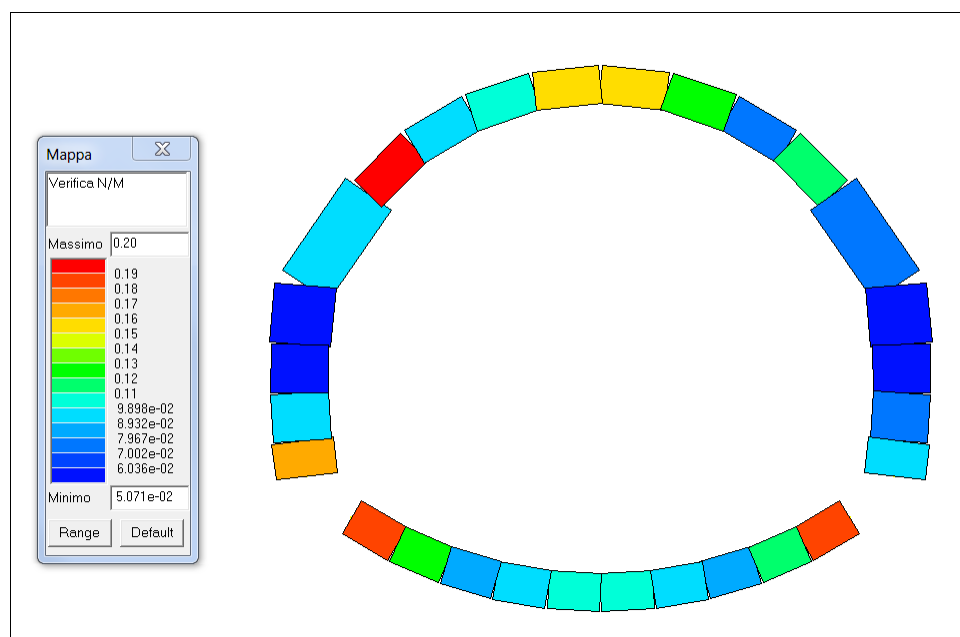 Mappa
Verifica N/M
Massimo 0.20
0.19
0.18
0.17
0.16
0.15
0.14
0.13
0.12
0.11
9.898e-02
8.932e-02
7.967e-02
7.002e-02
6.036e-02
Minimo 5.071e-02
Range Default